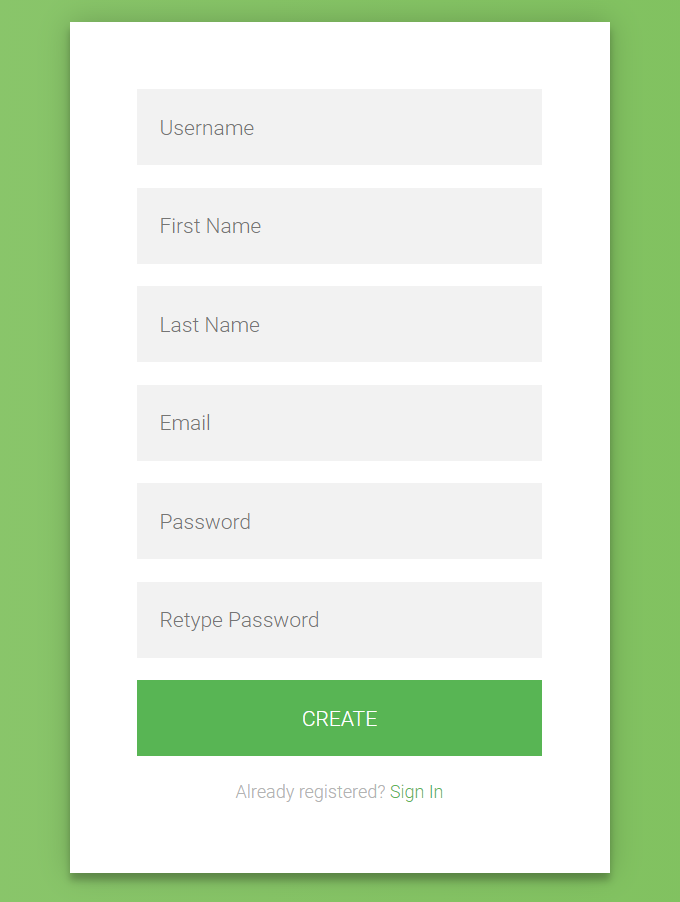 Username
First Name
Last Name
Email
Password
Retype Password
CREATE
Already registered? Sign In